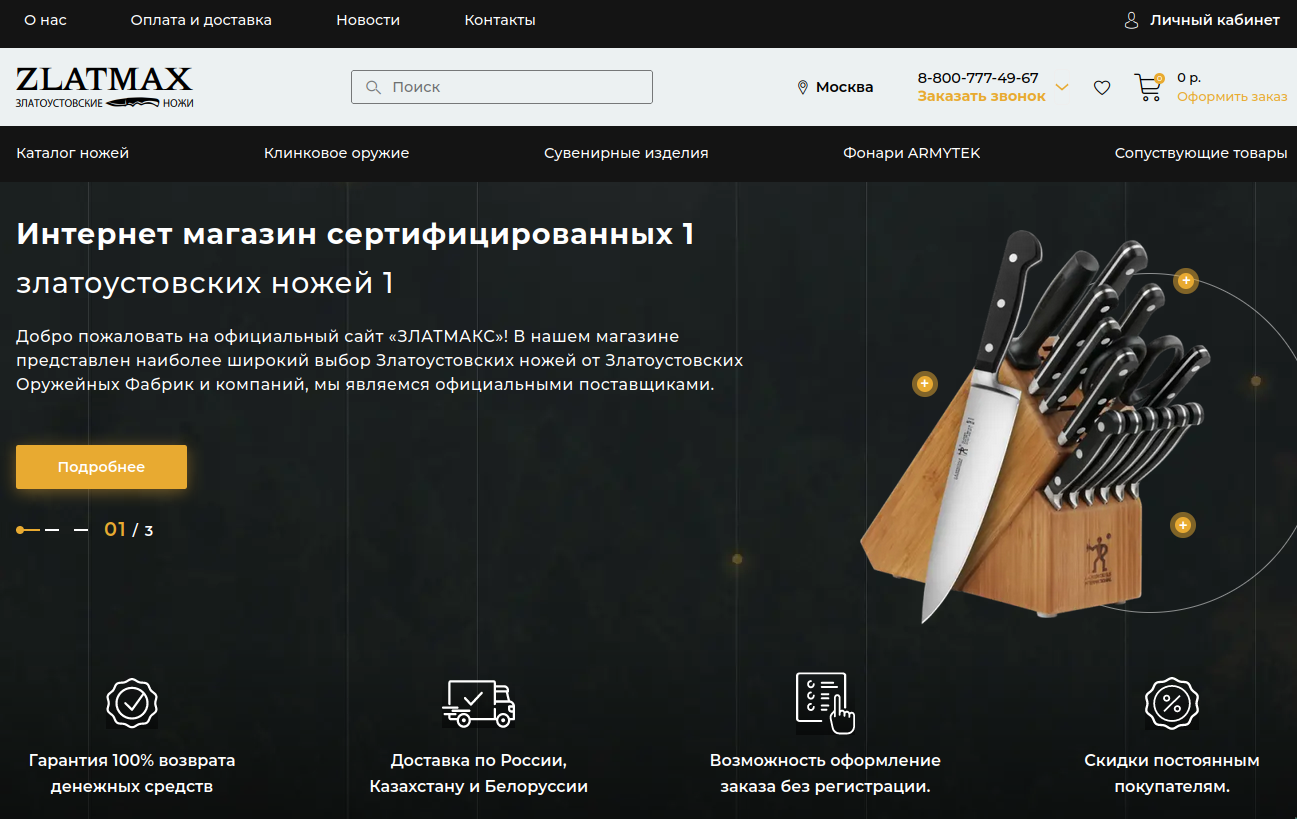 О нас
Оплата и доставка
Новости
Контакты
Личный кабинет
ZLATMAX
ЗЛАТОУСТОВСКИЕ НОЖИ
Поиск
Москва
8-800-777-49-67
Заказать звонок
0
0 р.
Оформить заказ
Каталог ножей
Клинковое оружие
Сувенирные изделия
Фонари ARMYTEK
Сопуствующие товары
Интернет магазин сертифицированных 1
златоустовских ножей 1
Добро пожаловать на официальный сайт «ЗЛАТМАКС»! В нашем магазине
представлен наиболее широкий выбор Златоустовских ножей от Златоустовских
Оружейных Фабрик и компаний, мы являемся официальными поставщиками.
Подробнее
01 / 3
Гарантия 100% возврата
денежных средств
Доставка по России,
Казахстану и Белоруссии
Возможность оформление
заказа без регистрации.
Скидки постоянным
покупателям.